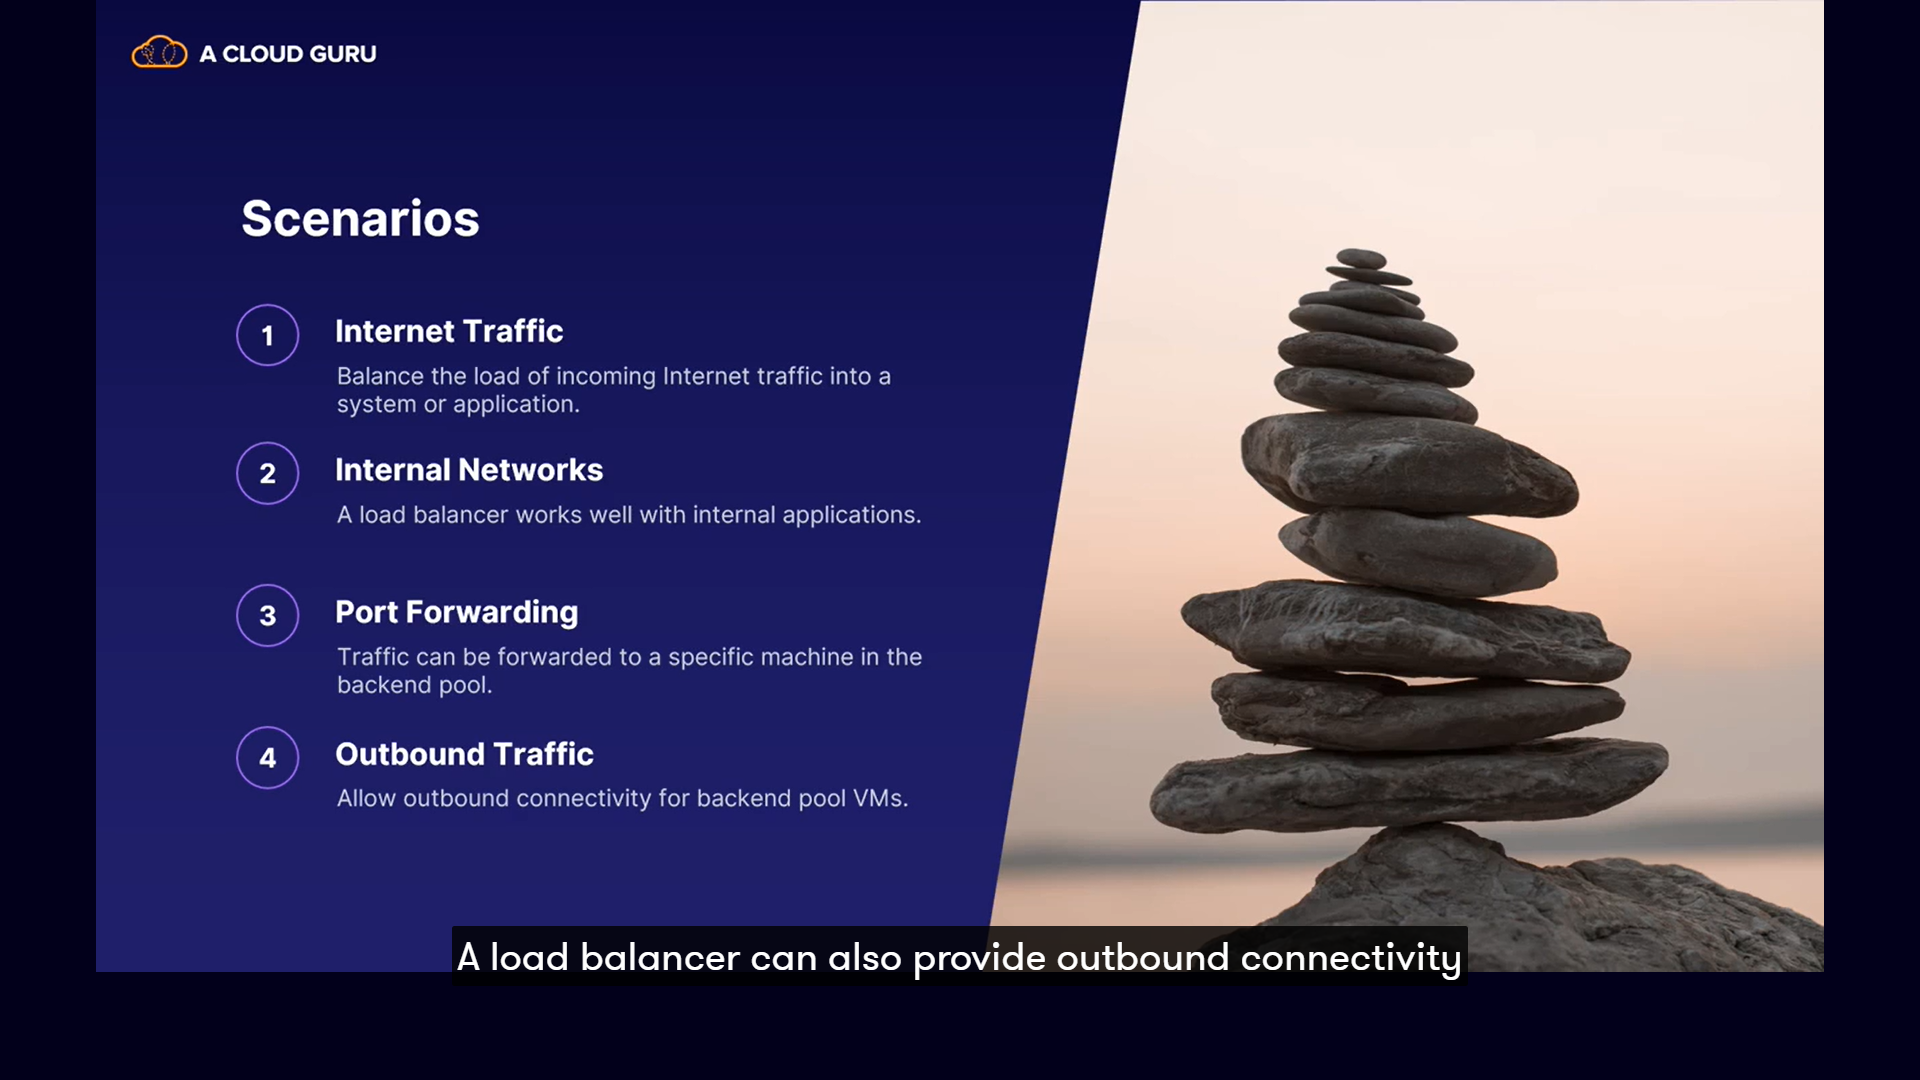 A CLOUD GURU
Scenarios
1
Internet Traffic
Balance the load of incoming Internet traffic into a
system or application.
2
Internal Networks
A load balancer works well with internal applications.
3
Port Forwarding
Traffic can be forwarded to a specific machine in the
backend pool.
4
Outbound Traffic
Allow outbound connectivity for backend pool VMs.
A load balancer can also provide outbound connectivity